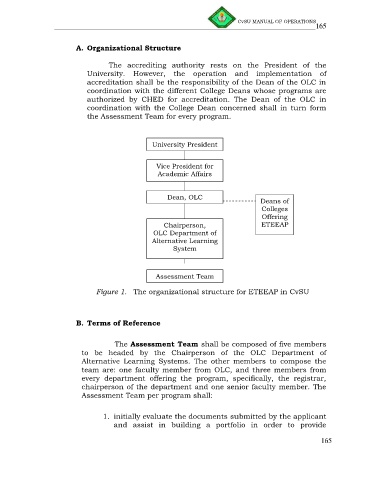 CvSU MANUAL OF OPERATIONS
165
A. Organizational Structure
The accrediting authority rests on the President of the
University. However, the operation and implementation of
accreditation shall be the responsibility of the Dean of the OLC in
coordination with the different College Deans whose programs are
authorized by CHED for accreditation. The Dean of the OLC in
coordination with the College Dean concerned shall in turn form
the Assessment Team for every program.
University President
Vice President for
Academic Affairs
Dean, OLC
Deans of
Colleges
Offering
ETEEAP
Chairperson,
OLC Department of
Alternative Learning
System
Assessment Team
Figure 1. The organizational structure for ETEEAP in CvSU
B. Terms of Reference
The Assessment Team shall be composed of five members
to be headed by the Chairperson of the OLC Department of
Alternative Learning Systems. The other members to compose the
team are: one faculty member from OLC, and three members from
every department offering the program, specifically, the registrar,
chairperson of the department and one senior faculty member. The
Assessment Team per program shall:
1. initially evaluate the documents submitted by the applicant
and assist in building a portfolio in order to provide
165